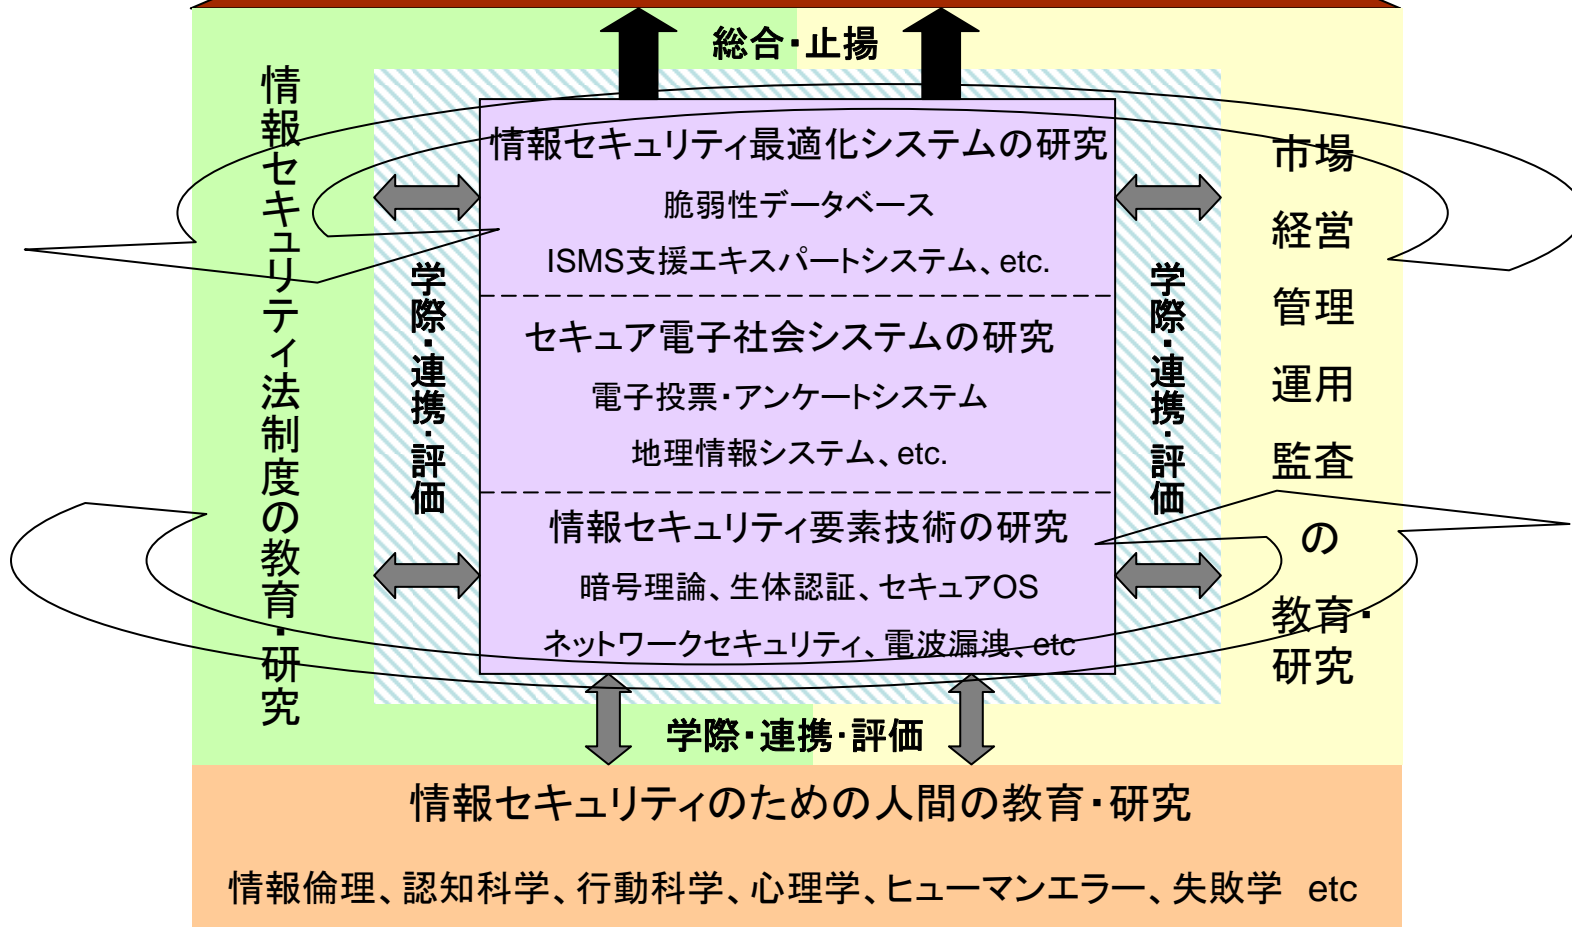 総合・止揚
情報セキュリティ法制度の教育・研究
学際・連携・評価
情報セキュリティ最適化システムの研究
脆弱性データベース
ISMS支援エキスパートシステム、etc.
セキュア電子社会システムの研究
電子投票・アンケートシステム
地理情報システム、etc.
情報セキュリティ要素技術の研究
暗号理論、生体認証、セキュアOS
ネットワークセキュリティ、電波漏洩、etc
学際・連携・評価
市場
経営
管理
運用
監査
の
教育・
研究
学際・連携・評価
情報セキュリティのための人間の教育・研究
情報倫理、認知科学、行動科学、心理学、ヒューマンエラー、失敗学 etc